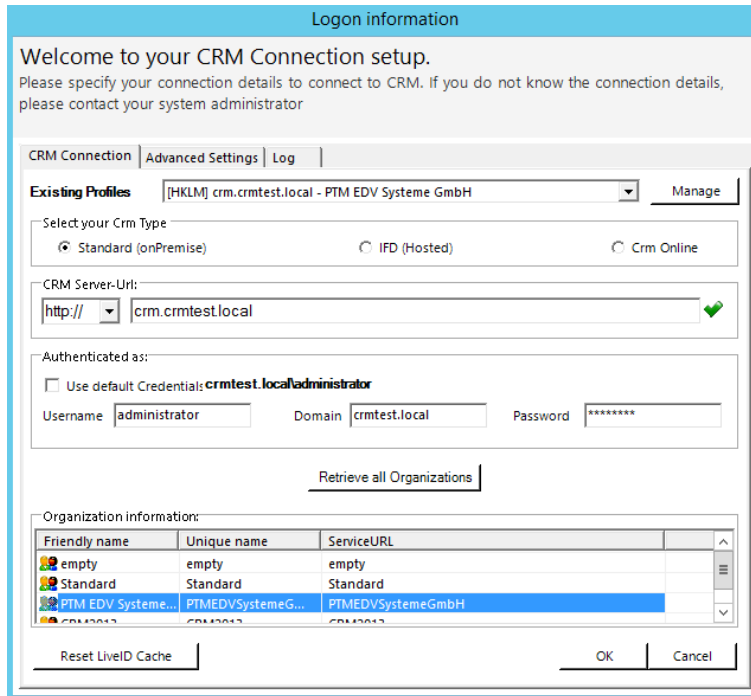 Logon information
Welcome to your CRM Connection setup.
Please specify your connection details to connect to CRM. If you do not know the connection details,
please contact your system administrator
CRM Connection Advanced Settings Log
Existing Profiles [HKLM] crm.crmtest.local - PTM EDV Systeme GmbH Manage
Select your Crm Type
Standard (onPremise) IFD (Hosted) Crm Online
CRM Server-Url:
http:// crm.crmtest.local
Authenticated as:
Use default Credentials crmtest.local\administrator
Username administrator Domain crmtest.local Password ********
Retrieve all Organizations
Organization information:
Friendly name Unique name ServiceURL
empty empty empty
Standard Standard Standard
PTM EDV Systeme... PTMEDVSystemeG... PTMEDVSystemeGmbH
CRM2013 CRM2013 CRM2013
Reset LiveID Cache OK Cancel